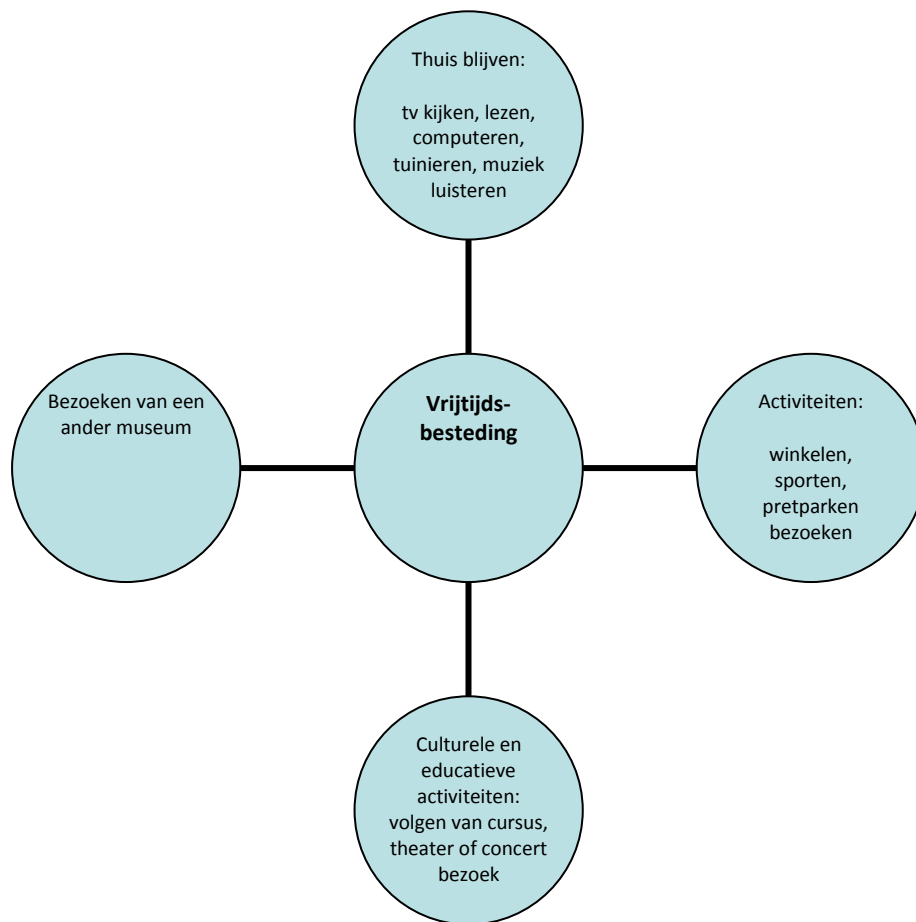 Thuis blijven:
tv kijken, lezen,
computeren,
tuinieren, muziek
luisteren
Bezoeken van een
ander museum
Vrijtijds-
besteding
Activiteiten:
winkelen,
sporten,
pretparken
bezoeken
Culturele en
educatieve
activiteiten:
volgen van cursus,
theater of concert
bezoek